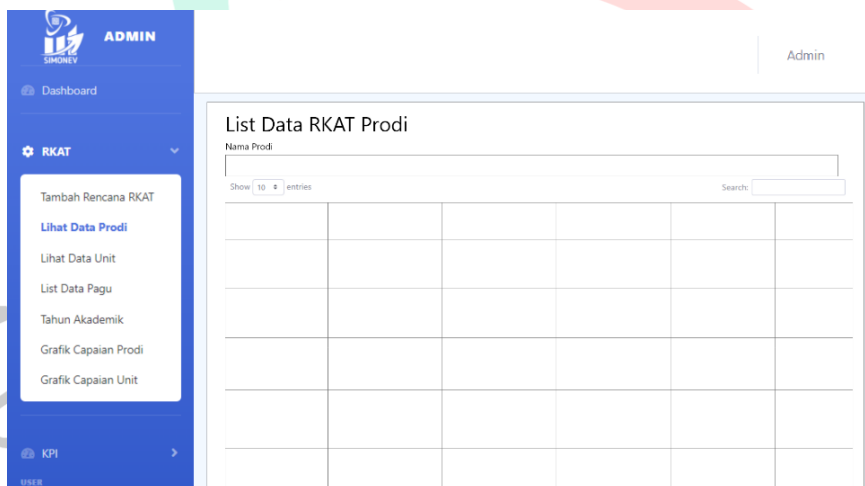 SIMONEV
ADMIN
Admin
Dashboard
RKAT
Tambah Rencana RKAT
Lihat Data Prodi
Lihat Data Unit
List Data Pagu
Tahun Akademik
Grafik Capaian Prodi
Grafik Capaian Unit
KPI
USER
List Data RKAT Prodi
Nama Prodi
Show 10 entries Search: